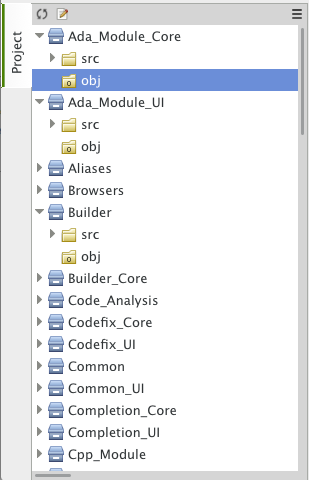 Project
Ada_Module_Core
src
obj
Ada_Module_UI
src
obj
Aliases
Browsers
Builder
src
obj
Builder_Core
Code_Analysis
Codefix_Core
Codefix_UI
Common
Common_UI
Completion_Core
Completion_UI
Cpp_Module